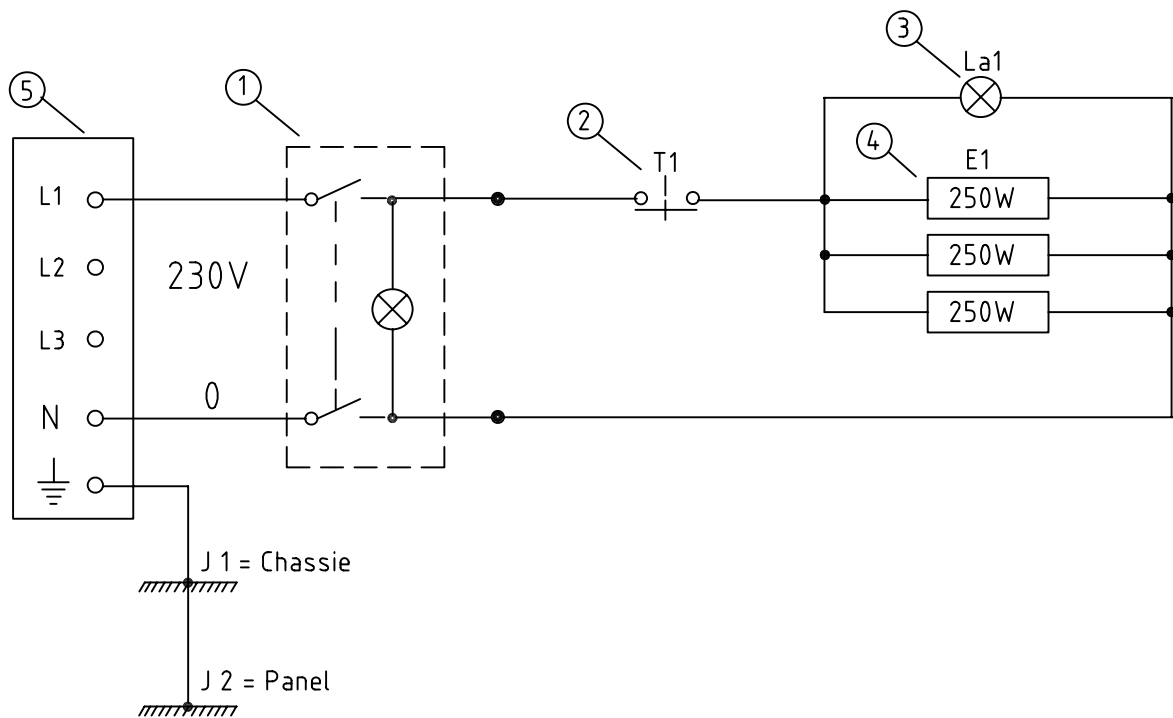 3
La1
5
1
2
4
T1
E1
L1
250W
L2
230V
250W
L3
250W
N
0
J 1 = Chassie
J 2 = Panel